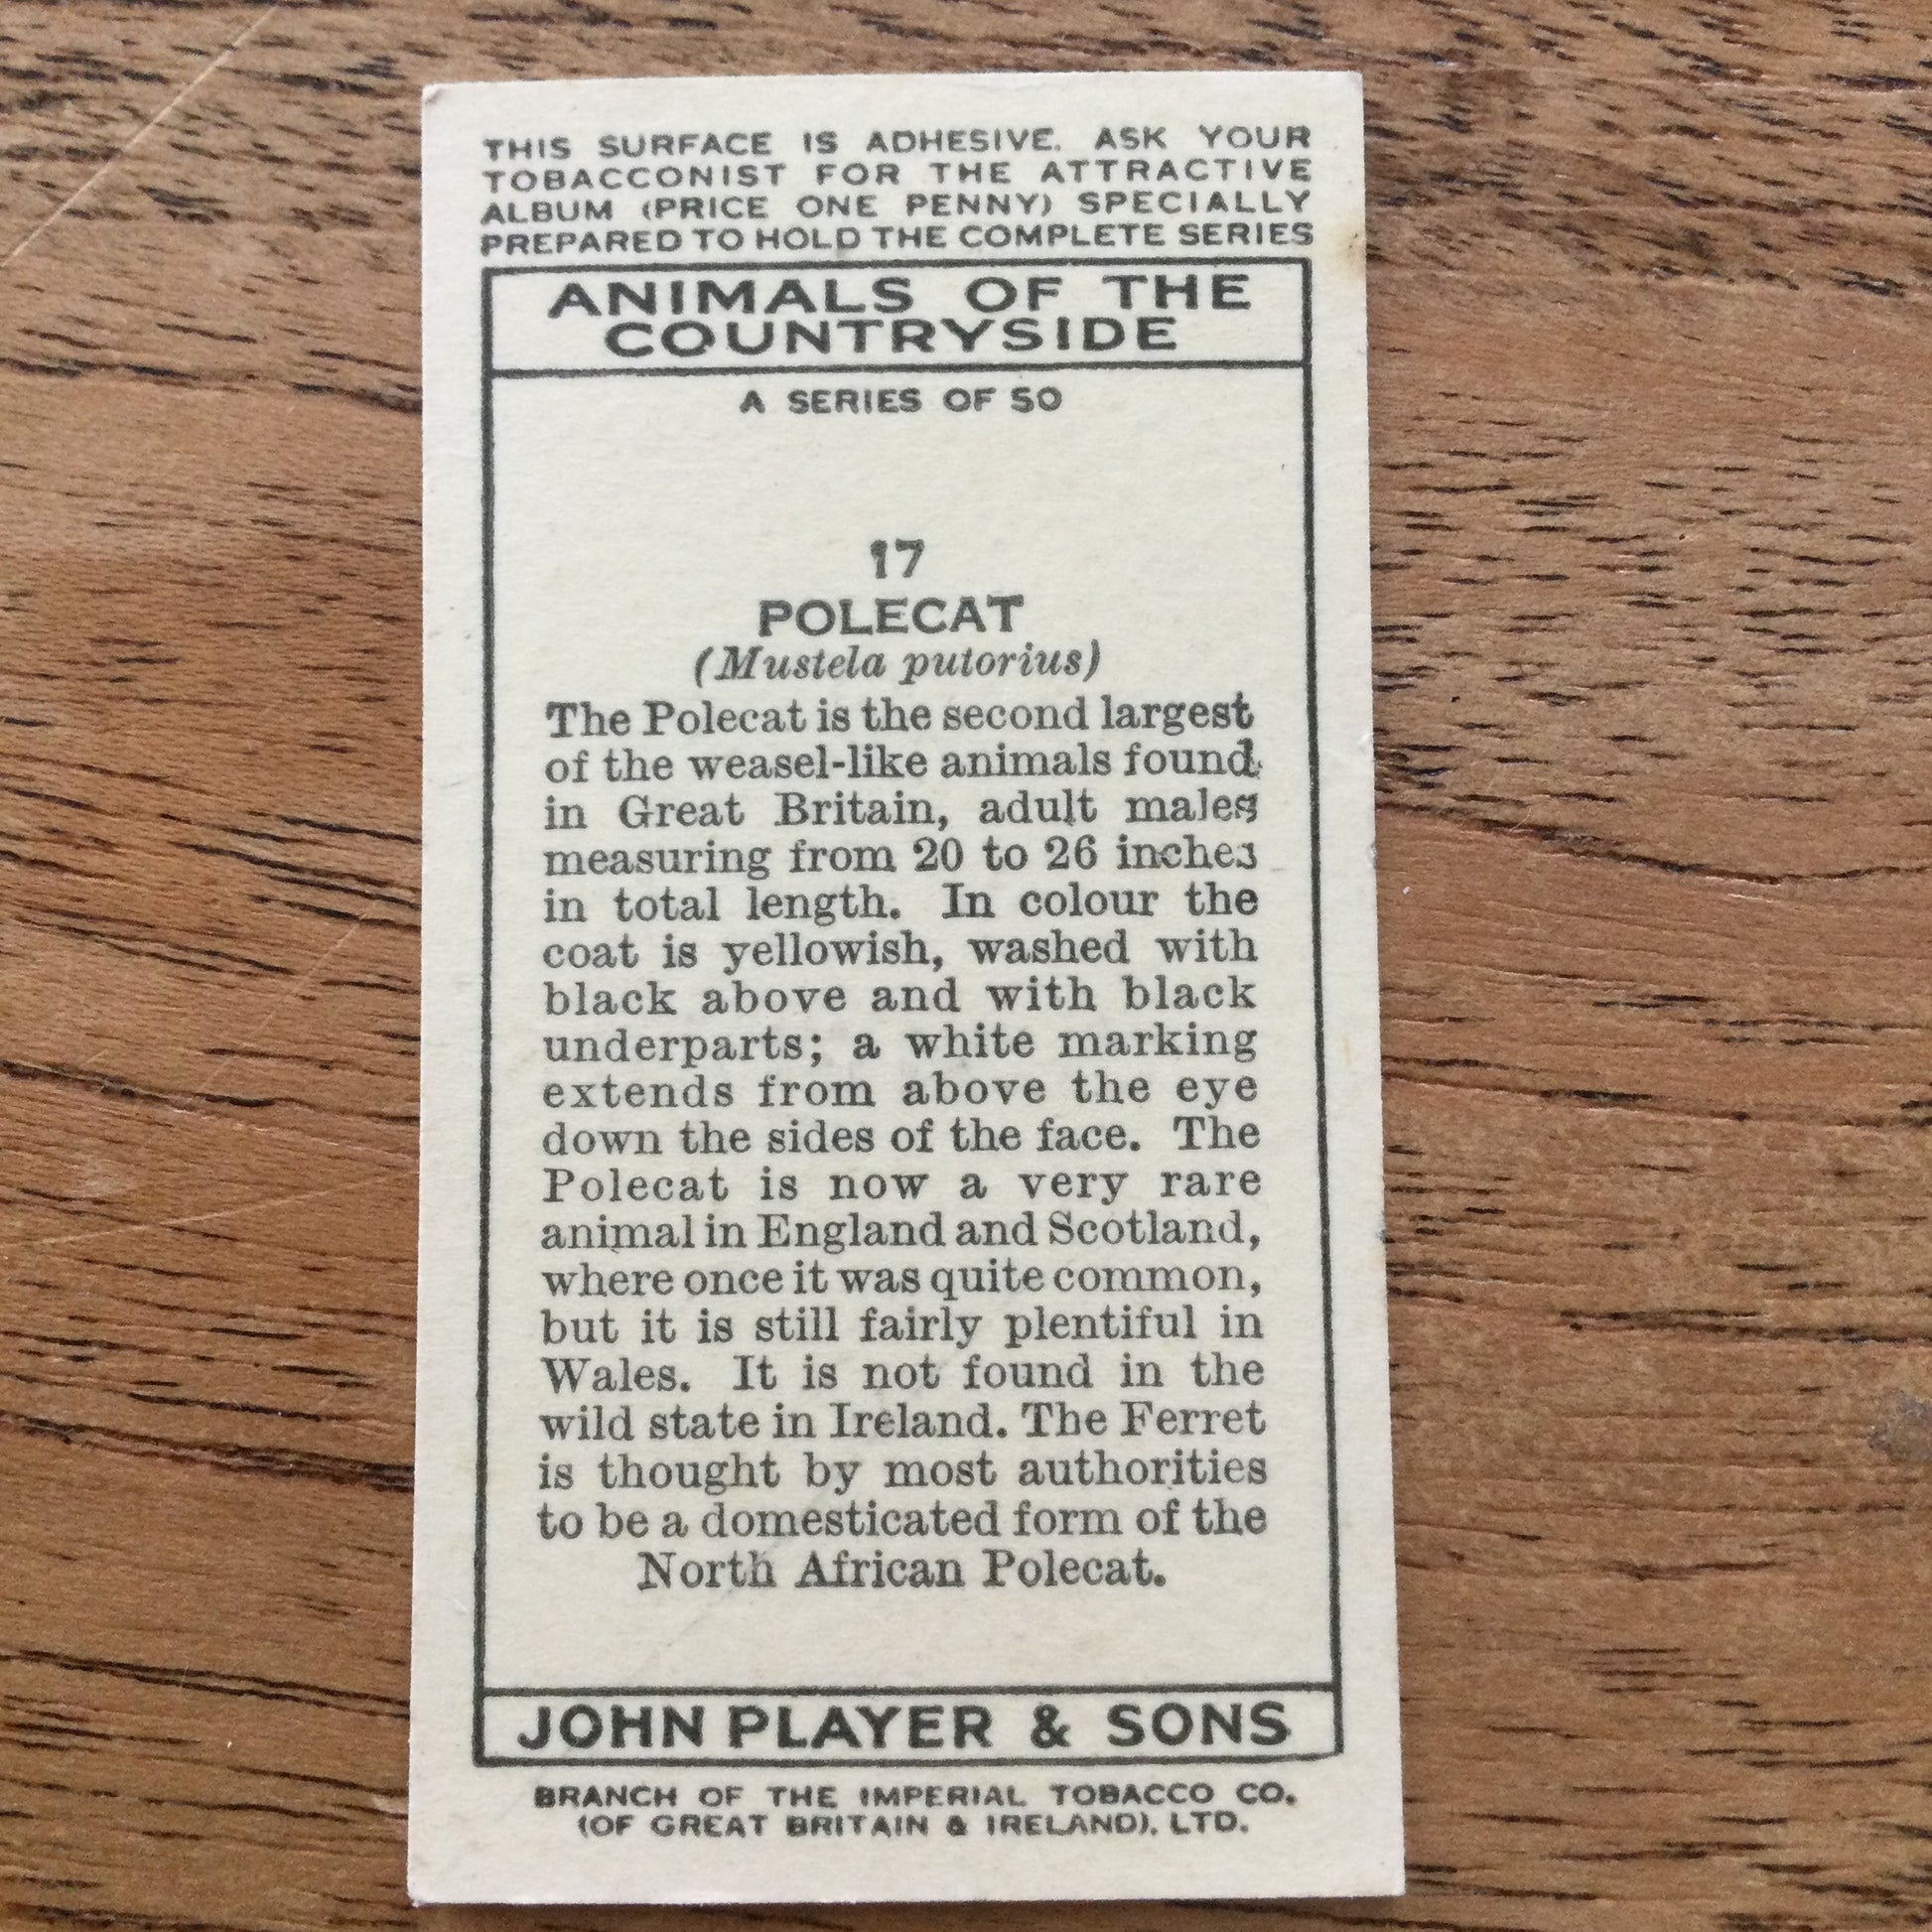 THIS SURFACE IS ADHESIVE. ASK YOUR
TOBACCONIST FOR THE ATTRACTIVE
ALBUM (PRICE ONE PENNY) SPECIALLY
PREPARED TO HOLD THE COMPLETE SERIES
ANIMALS OF THE
COUNTRYSIDE
A SERIES OF 50
17
POLECAT
(Mustela putorius)
The Polecat is the second largest
of the weasel-like animals found
in Great Britain, adult males
measuring from 20 to 26 inches
in total length. In colour the
coat is yellowish, washed with
black above and with black
underparts; a white marking
extends from above the eye
down the sides of the face. The
Polecat is now a very rare
animal in England and Scotland,
where once it was quite common,
but it is still fairly plentiful in
Wales. It is not found in the
wild state in Ireland. The Ferret
is thought by most authorities
to be a domesticated form of the
North African Polecat.
JOHN PLAYER & SONS
BRANCH OF THE IMPERIAL TOBACCO CO.
(OF GREAT BRITAIN & IRELAND), LTD.